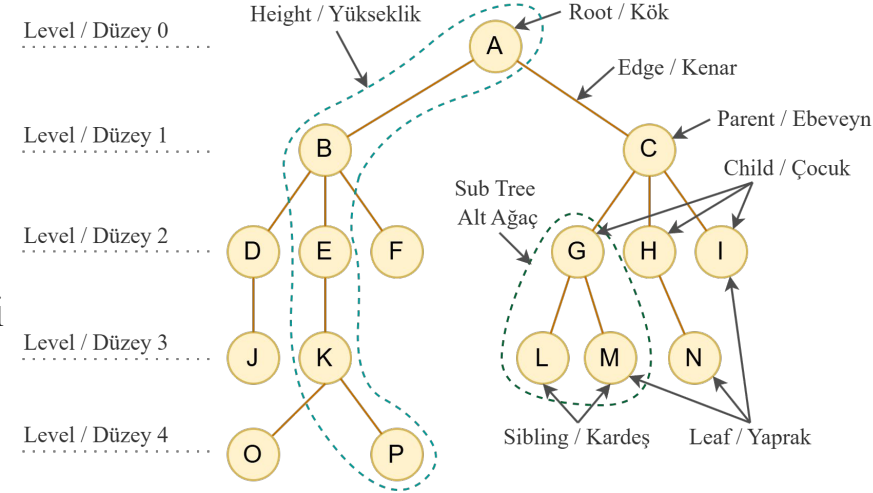 Height / Yükseklik
Root / Kök
Level / Düzey 0
A
Edge / Kenar
Parent / Ebeveyn
Level / Düzey 1
B
C
Child / Çocuk
Sub Tree
Alt Ağaç
Level / Düzey 2
D
E
F
G
H
I
i
Level / Düzey 3
J
K
L
M
N
Level / Düzey 4
O
P
Sibling / Kardeş
Leaf / Yaprak